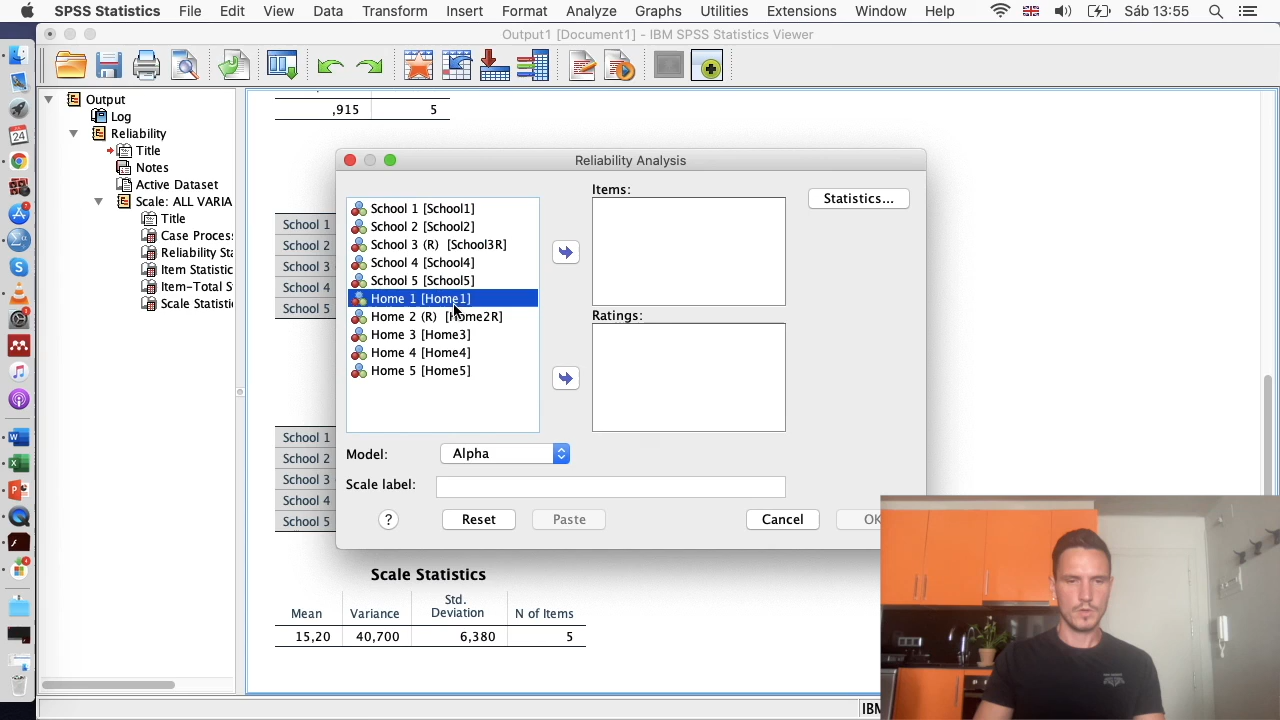 SPSS Statistics File Edit View Data Transform Insert Format Analyze Graphs Utilities Extensions Window Help Sáb 13:55
Output1 [Document1] - IBM SPSS Statistics Viewer
Output
Log
Reliability
Title
Notes
Active Dataset
Scale: ALL VARIA
Title
Case Proces
Reliability Sta
Item Statistic
Item-Total S
Scale Statisti
,915 5
School 1
School 2
School 3
School 4
School 5
School 1
School 2
School 3
School 4
School 5
Reliability Analysis
School 1 [School1]
School 2 [School2]
School 3 (R) [School3R]
School 4 [School4]
School 5 [School5]
Home 1 [Home1]
Home 2 (R) [Home2R]
Home 3 [Home3]
Home 4 [Home4]
Home 5 [Home5]
Items:
Ratings:
Statistics...
Model: Alpha
Scale label:
? Reset Paste Cancel OK
Scale Statistics
Mean Variance Std. Deviation N of Items
15,20 40,700 6,380 5
IBM
24